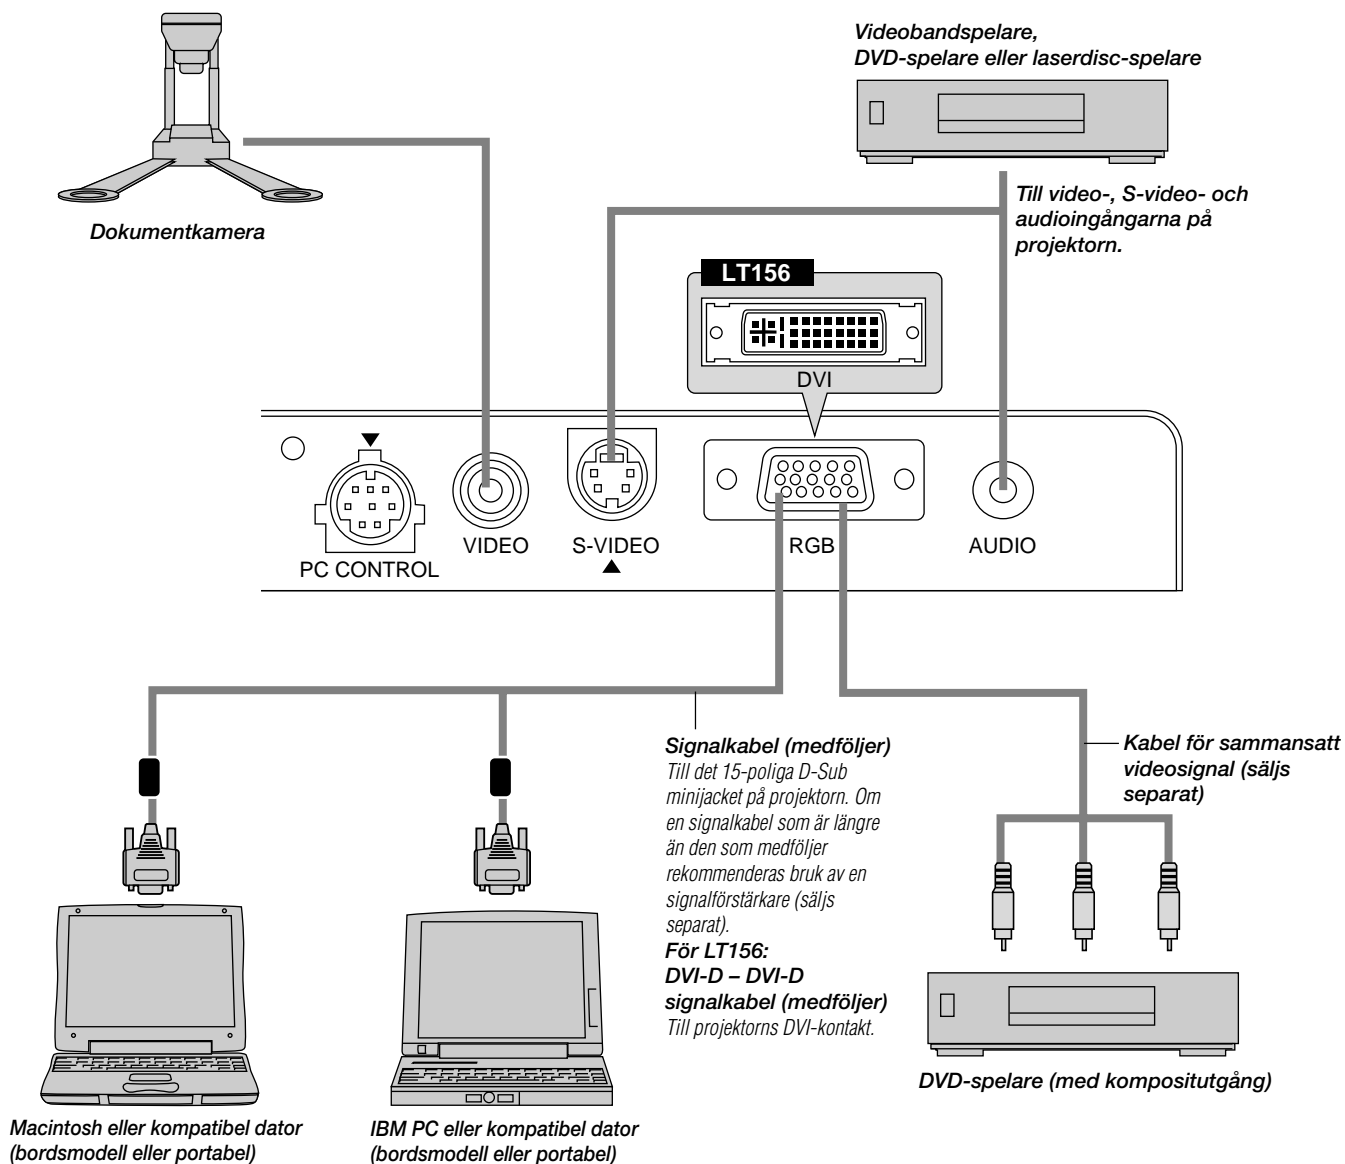 Videobandspelare,
DVD-spelare eller laserdisc-spelare
Dokumentkamera
Till video-, S-video- och
audioingångarna på
projektorn.
LT156
DVI
PC CONTROL
VIDEO
S-VIDEO
RGB
AUDIO
Signalkabel (medföljer)
Till det 15-poliga D-Sub
minijacket på projektorn. Om
en signalkabel som är längre
än den som medföljer
rekommenderas bruk av en
signalförstärkare (säljs
separat).
För LT156:
DVI-D – DVI-D
signalkabel (medföljer)
Till projektorns DVI-kontakt.
Kabel för sammansatt
videosignal (säljs
separat)
DVD-spelare (med kompositutgång)
Macintosh eller kompatibel dator
(bordsmodell eller portabel)
IBM PC eller kompatibel dator
(bordsmodell eller portabel)